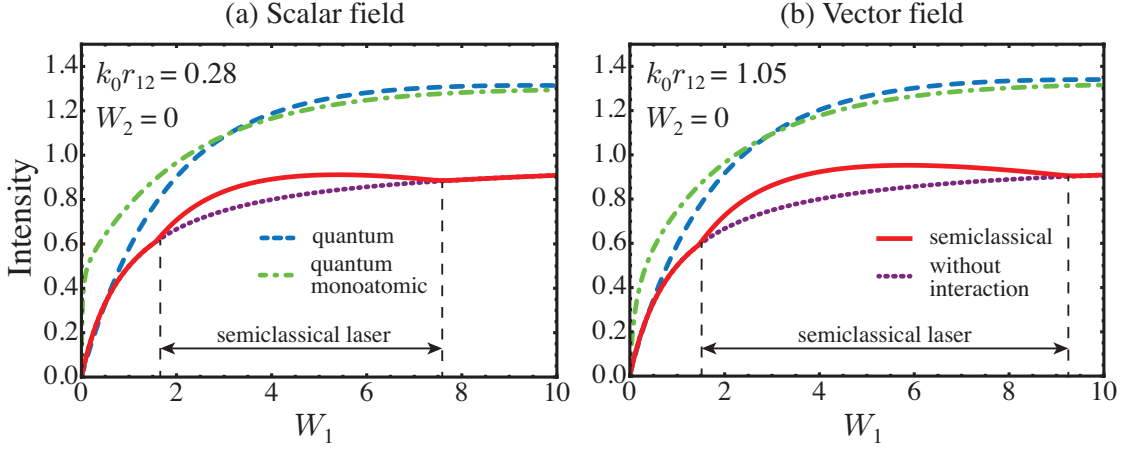 (a) Scalar field
Intensity
1.4
1.2
1.0
0.8
0.6
0.4
0.2
0.0
k₀r₁₂ = 0.28
W₂ = 0
quantum
quantum
monoatomic
semiclassical laser
0 2 4 6 8 10
W₁
(b) Vector field
1.4
1.2
1.0
0.8
0.6
0.4
0.2
0.0
k₀r₁₂ = 1.05
W₂ = 0
semiclassical
without
interaction
semiclassical laser
0 2 4 6 8 10
W₁